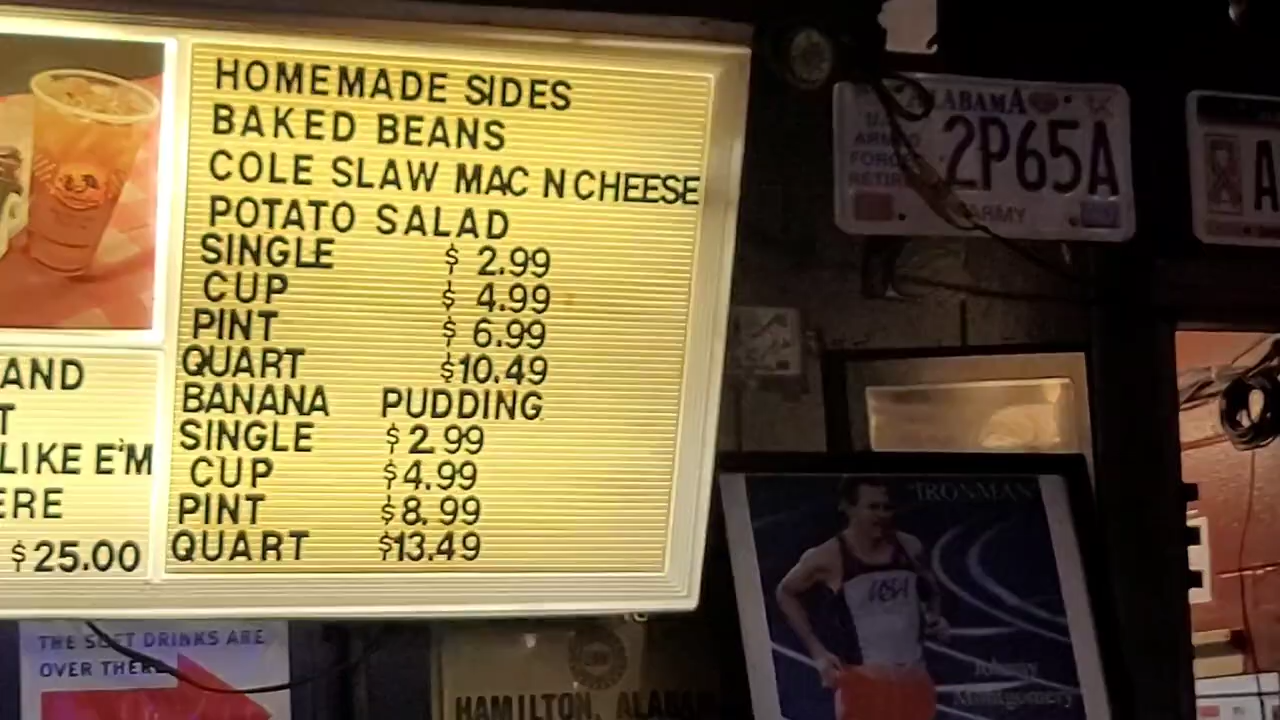 HOMEMADE SIDES
BAKED BEANS
COLE SLAW MAC N CHEESE
POTATO SALAD
SINGLE $ 2.99
CUP $ 4.99
PINT $ 6.99
QUART $10.49
BANANA PUDDING
SINGLE $2.99
CUP $4.99
PINT $8.99
QUART $13.49
AND
T
LIKE E'M
ERE
$25.00
THE SOFT DRINKS ARE
OVER THERE
HAMILTON, ALABAMA
ALABAMA
U.S.
ARMED
FORCES
RETIRED
2P65A
ARMY
A
"IRONMAN"
USA
Johnny
Montgomery